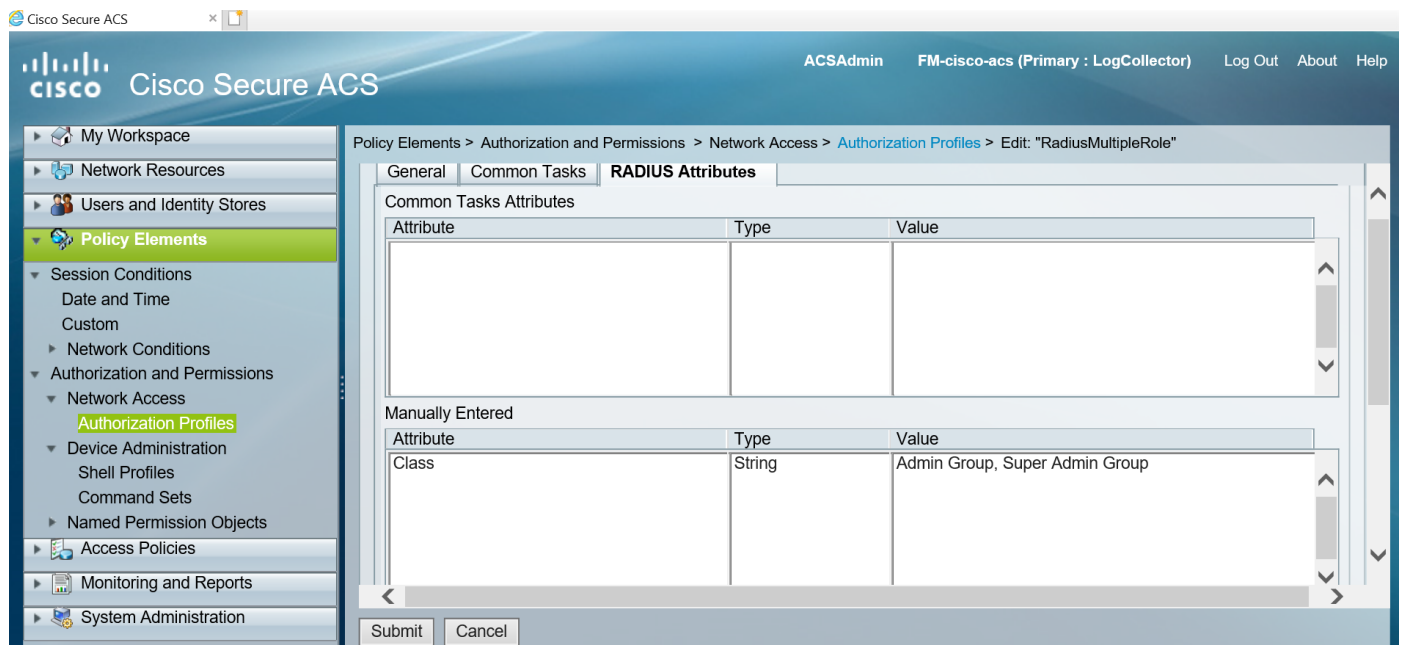 Cisco Secure ACS
ACSAdmin FM-cisco-acs (Primary : LogCollector) Log Out About Help
CISCO Cisco Secure ACS
My Workspace
Network Resources
Users and Identity Stores
Policy Elements
Session Conditions
Date and Time
Custom
Network Conditions
Authorization and Permissions
Network Access
Authorization Profiles
Device Administration
Shell Profiles
Command Sets
Named Permission Objects
Access Policies
Monitoring and Reports
System Administration
Policy Elements > Authorization and Permissions > Network Access > Authorization Profiles > Edit: "RadiusMultipleRole"
General Common Tasks RADIUS Attributes
Common Tasks Attributes
Attribute Type Value
Manually Entered
Attribute Type Value
Class String Admin Group, Super Admin Group
Submit Cancel